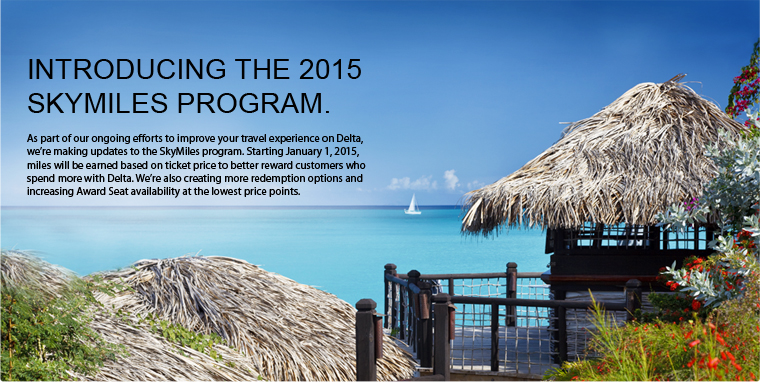 INTRODUCING THE 2015
SKYMILES PROGRAM.
As part of our ongoing efforts to improve your travel experience on Delta,
we're making updates to the SkyMiles program. Starting January 1, 2015,
miles will be earned based on ticket price to better reward customers who
spend more with Delta. We're also creating more redemption options and
increasing Award Seat availability at the lowest price points.